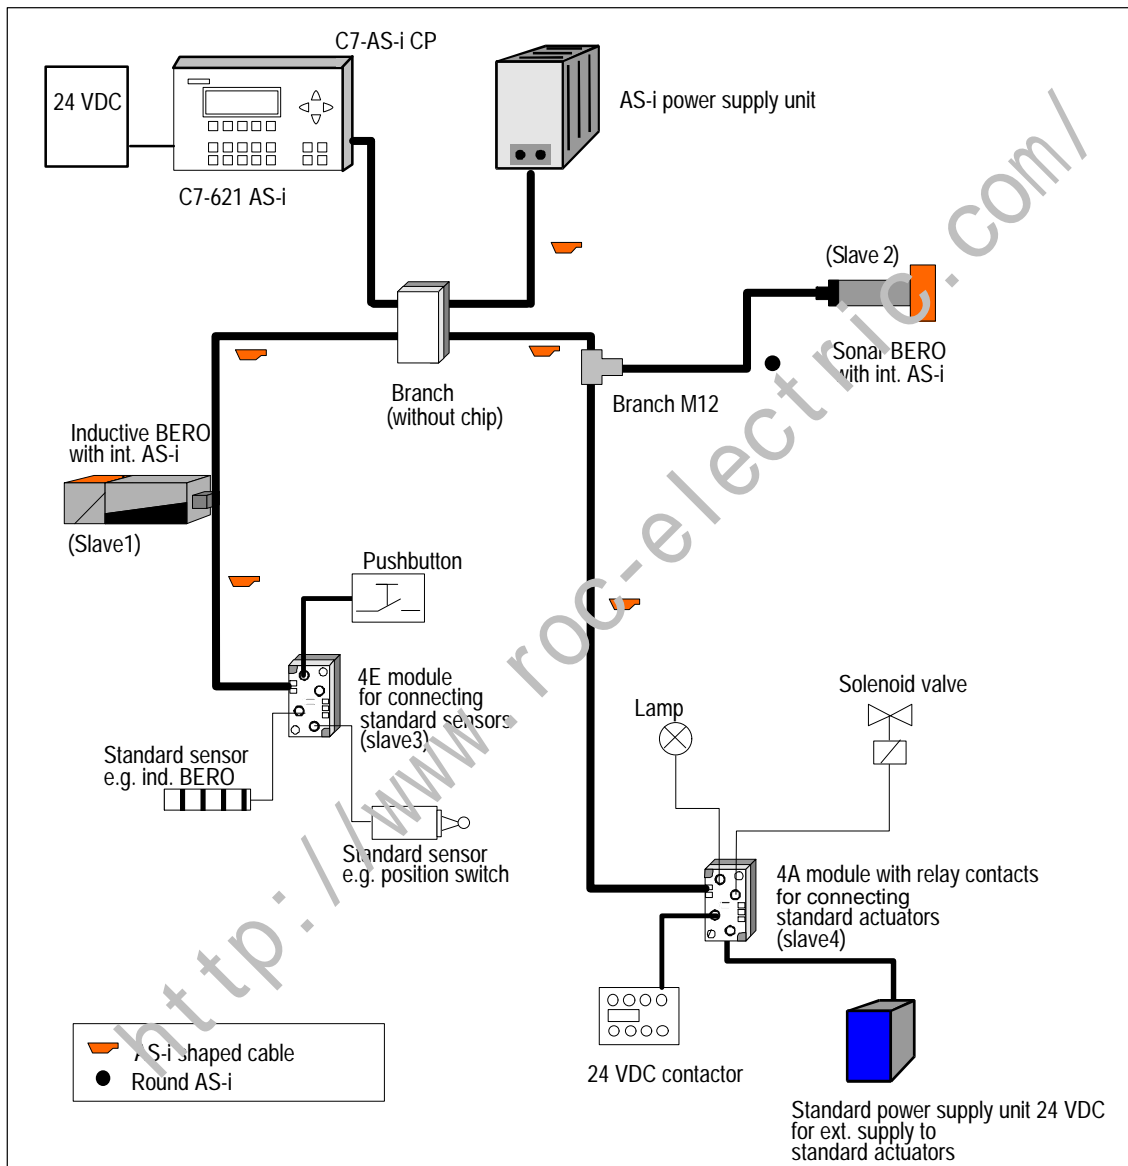 C7-AS-i CP
24 VDC
AS-i power supply unit
C7-621 AS-i
(Slave 2)
Sonar BERO
with int. AS-i
Branch
(without chip)
Branch M12
Inductive BERO
with int. AS-i
(Slave1)
Pushbutton
4E module
for connecting
standard sensors
(slave3)
Standard sensor
e.g. ind. BERO
Standard sensor
e.g. position switch
Solenoid valve
Lamp
4A module with relay contacts
for connecting
standard actuators
(slave4)
24 VDC contactor
Standard power supply unit 24 VDC
for ext. supply to
standard actuators
AS-i shaped cable
Round AS-i
http://www.roc-electric.com/